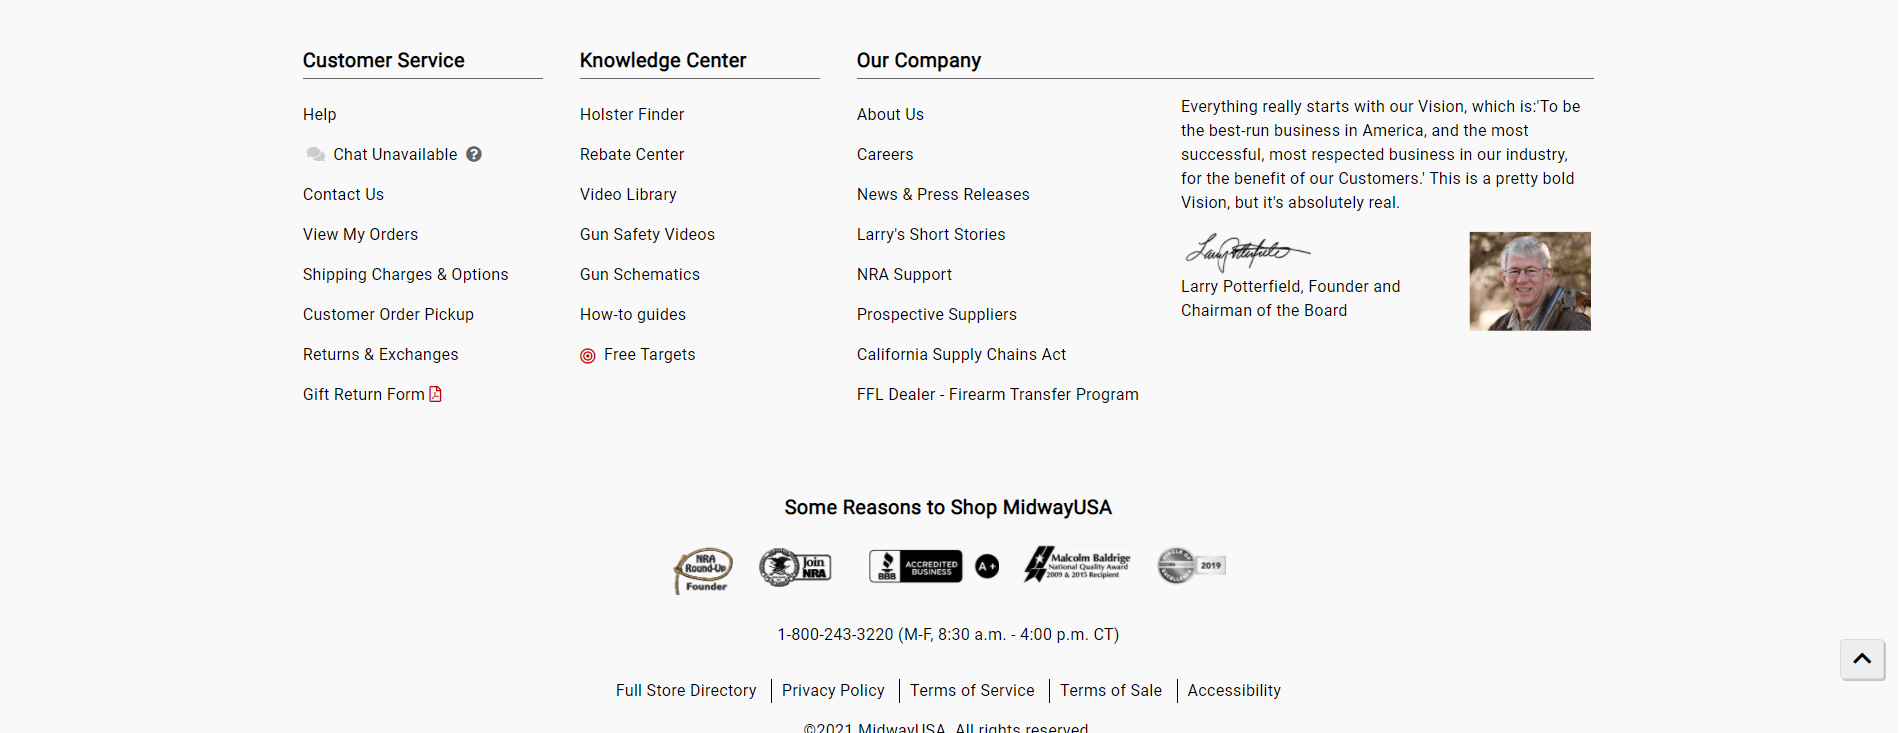 Customer Service
Help
Chat Unavailable
Contact Us
View My Orders
Shipping Charges & Options
Customer Order Pickup
Returns & Exchanges
Gift Return Form
Knowledge Center
Holster Finder
Rebate Center
Video Library
Gun Safety Videos
Gun Schematics
How-to guides
Free Targets
Our Company
About Us
Careers
News & Press Releases
Larry's Short Stories
NRA Support
Prospective Suppliers
California Supply Chains Act
FFL Dealer - Firearm Transfer Program
Everything really starts with our Vision, which is:'To be
the best-run business in America, and the most
successful, most respected business in our industry,
for the benefit of our Customers.' This is a pretty bold
Vision, but it's absolutely real.
Larry Potterfield
Larry Potterfield, Founder and
Chairman of the Board
Some Reasons to Shop MidwayUSA
NRA
Round-Up
Founder
Join
NRA
BBB
ACCREDITED
BUSINESS
A+
Malcolm Baldrige
National Quality Award
2009 & 2015 Recipient
CIRCLE OF
EXCELLENCE
2019
1-800-243-3220 (M-F, 8:30 a.m. - 4:00 p.m. CT)
Full Store Directory
Privacy Policy
Terms of Service
Terms of Sale
Accessibility
©2021 MidwayUSA. All rights reserved.